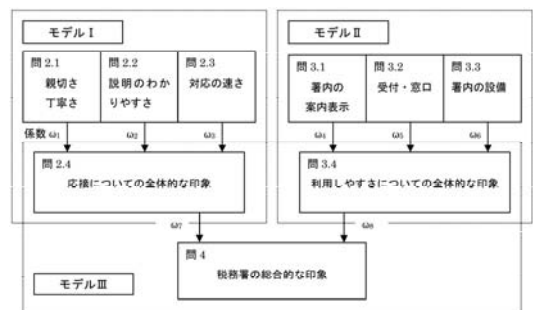 モデルⅠ
モデルⅡ
問 2.1
親切さ
丁寧さ
問 2.2
説明のわか
りやすさ
問 2.3
対応の速さ
問 3.1
署内の
案内表示
問 3.2
受付・窓口
問 3.3
署内の設備
係数 ω1
ω2
ω3
ω4
ω5
ω6
問 2.4
応接についての全体的な印象
問 3.4
利用しやすさについての全体的な印象
ω7
ω8
問 4
税務署の総合的な印象
モデルⅢ